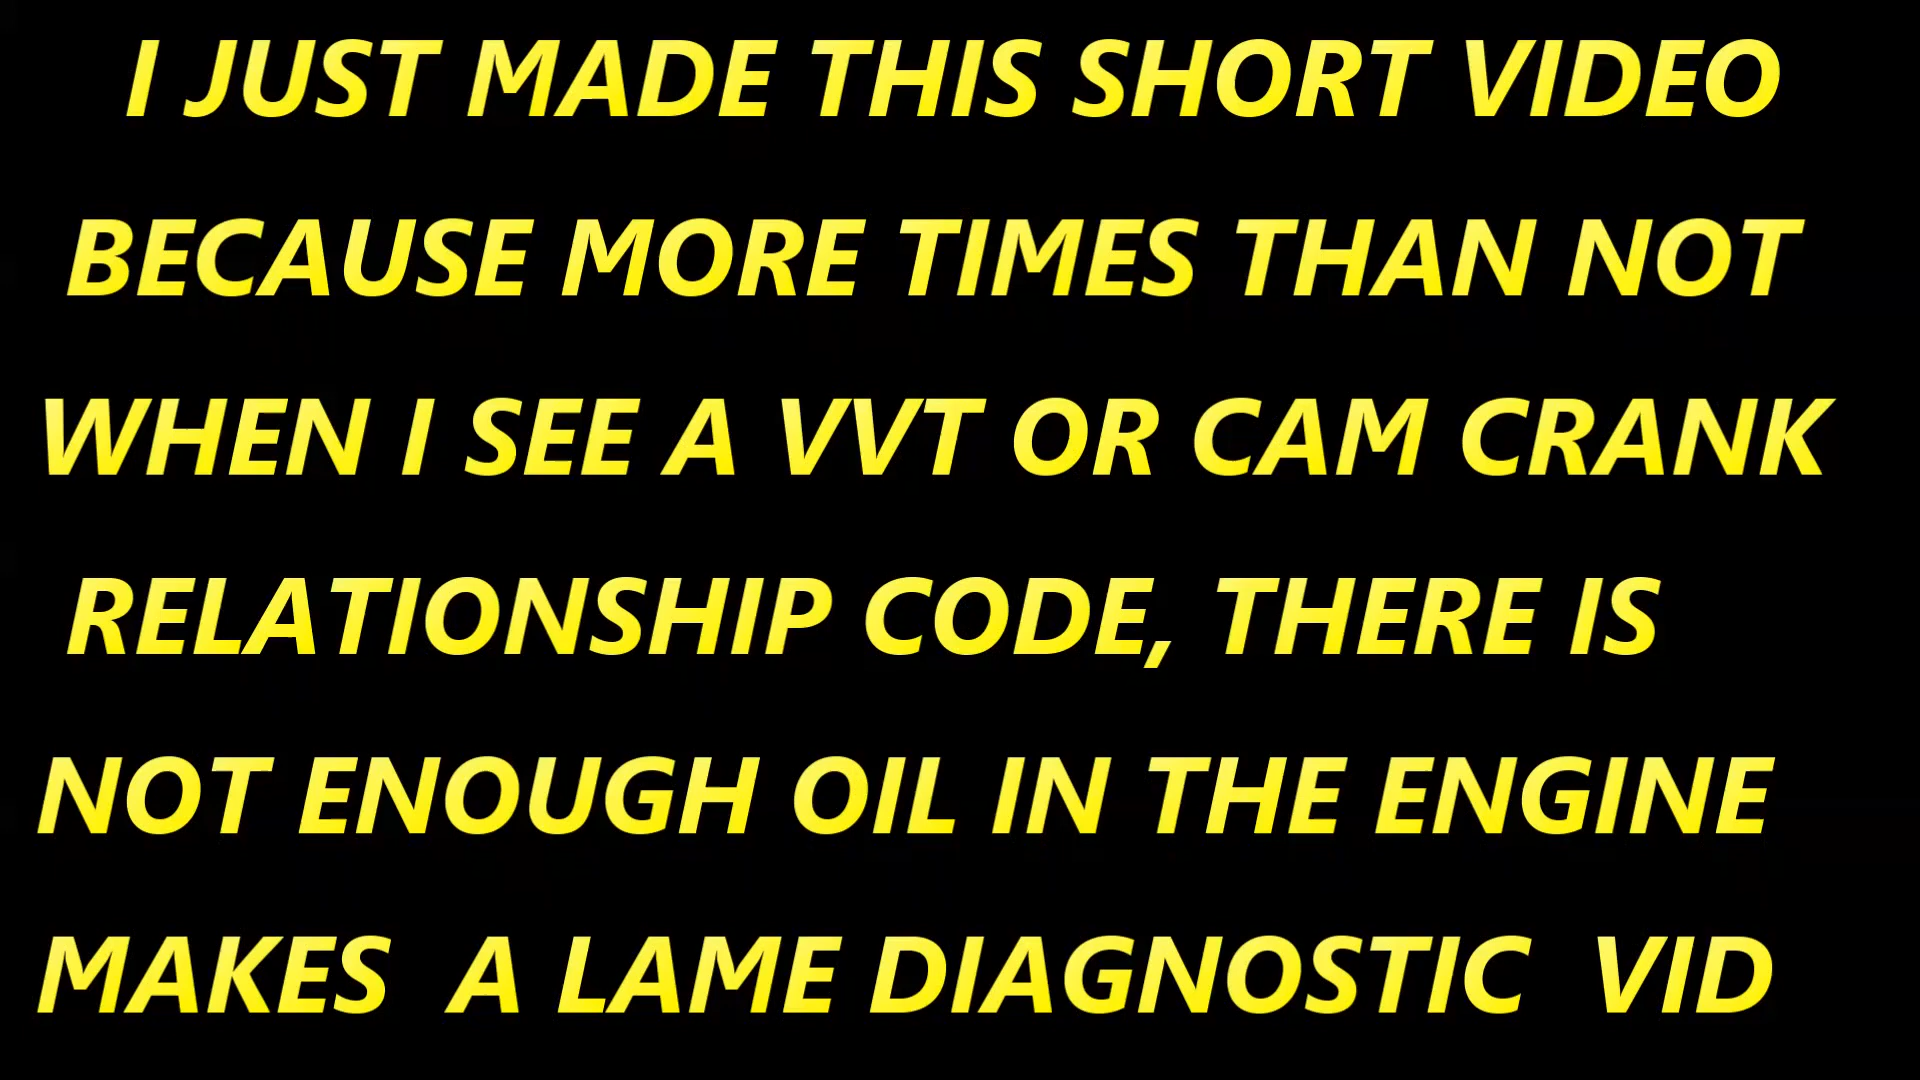 I JUST MADE THIS SHORT VIDEO
BECAUSE MORE TIMES THAN NOT
WHEN I SEE A VVT OR CAM CRANK
RELATIONSHIP CODE, THERE IS
NOT ENOUGH OIL IN THE ENGINE
MAKES A LAME DIAGNOSTIC VID